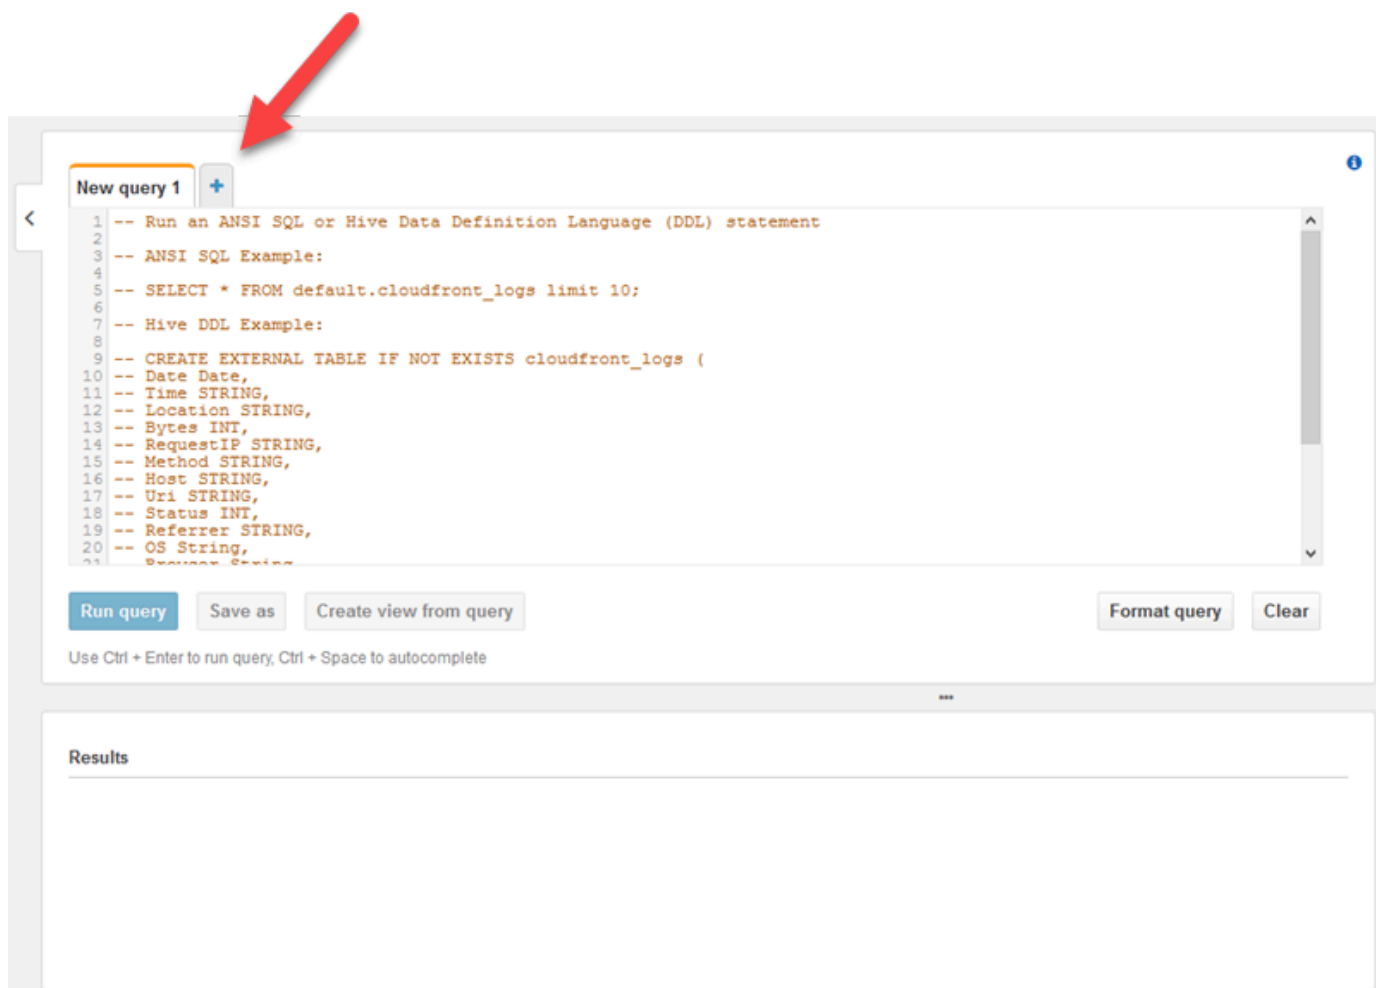 New query 1 +
1 -- Run an ANSI SQL or Hive Data Definition Language (DDL) statement
2
3 -- ANSI SQL Example:
4
5 -- SELECT * FROM default.cloudfront_logs limit 10;
6
7 -- Hive DDL Example:
8
9 -- CREATE EXTERNAL TABLE IF NOT EXISTS cloudfront_logs (
10 -- Date Date,
11 -- Time STRING,
12 -- Location STRING,
13 -- Bytes INT,
14 -- RequestIP STRING,
15 -- Method STRING,
16 -- Host STRING,
17 -- Uri STRING,
18 -- Status INT,
19 -- Referrer STRING,
20 -- OS String,
21 -- Browser String
Run query Save as Create view from query Format query Clear
Use Ctrl + Enter to run query, Ctrl + Space to autocomplete
Results